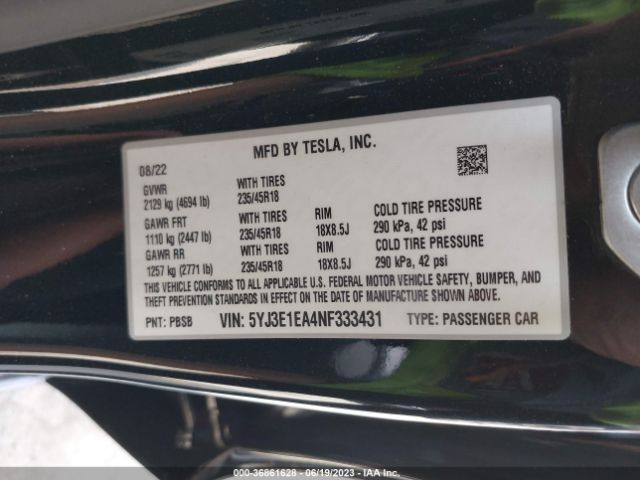 MFD BY TESLA, INC.
08/22
GVWR WITH TIRES
2129 kg (4694 lb) 235/45R18
GAWR FRT WITH TIRES RIM COLD TIRE PRESSURE
1110 kg (2447 lb) 235/45R18 18X8.5J 290 kPa, 42 psi
GAWR RR WITH TIRES RIM COLD TIRE PRESSURE
1257 kg (2771 lb) 235/45R18 18X8.5J 290 kPa, 42 psi
THIS VEHICLE CONFORMS TO ALL APPLICABLE U.S. FEDERAL MOTOR VEHICLE SAFETY, BUMPER, AND
THEFT PREVENTION STANDARDS IN EFFECT ON THE DATE OF MANUFACTURE SHOWN ABOVE.
PNT: PBSB VIN: 5YJ3E1EA4NF333431 TYPE: PASSENGER CAR
000-36861628 - 06/19/2023 - IAA Inc.